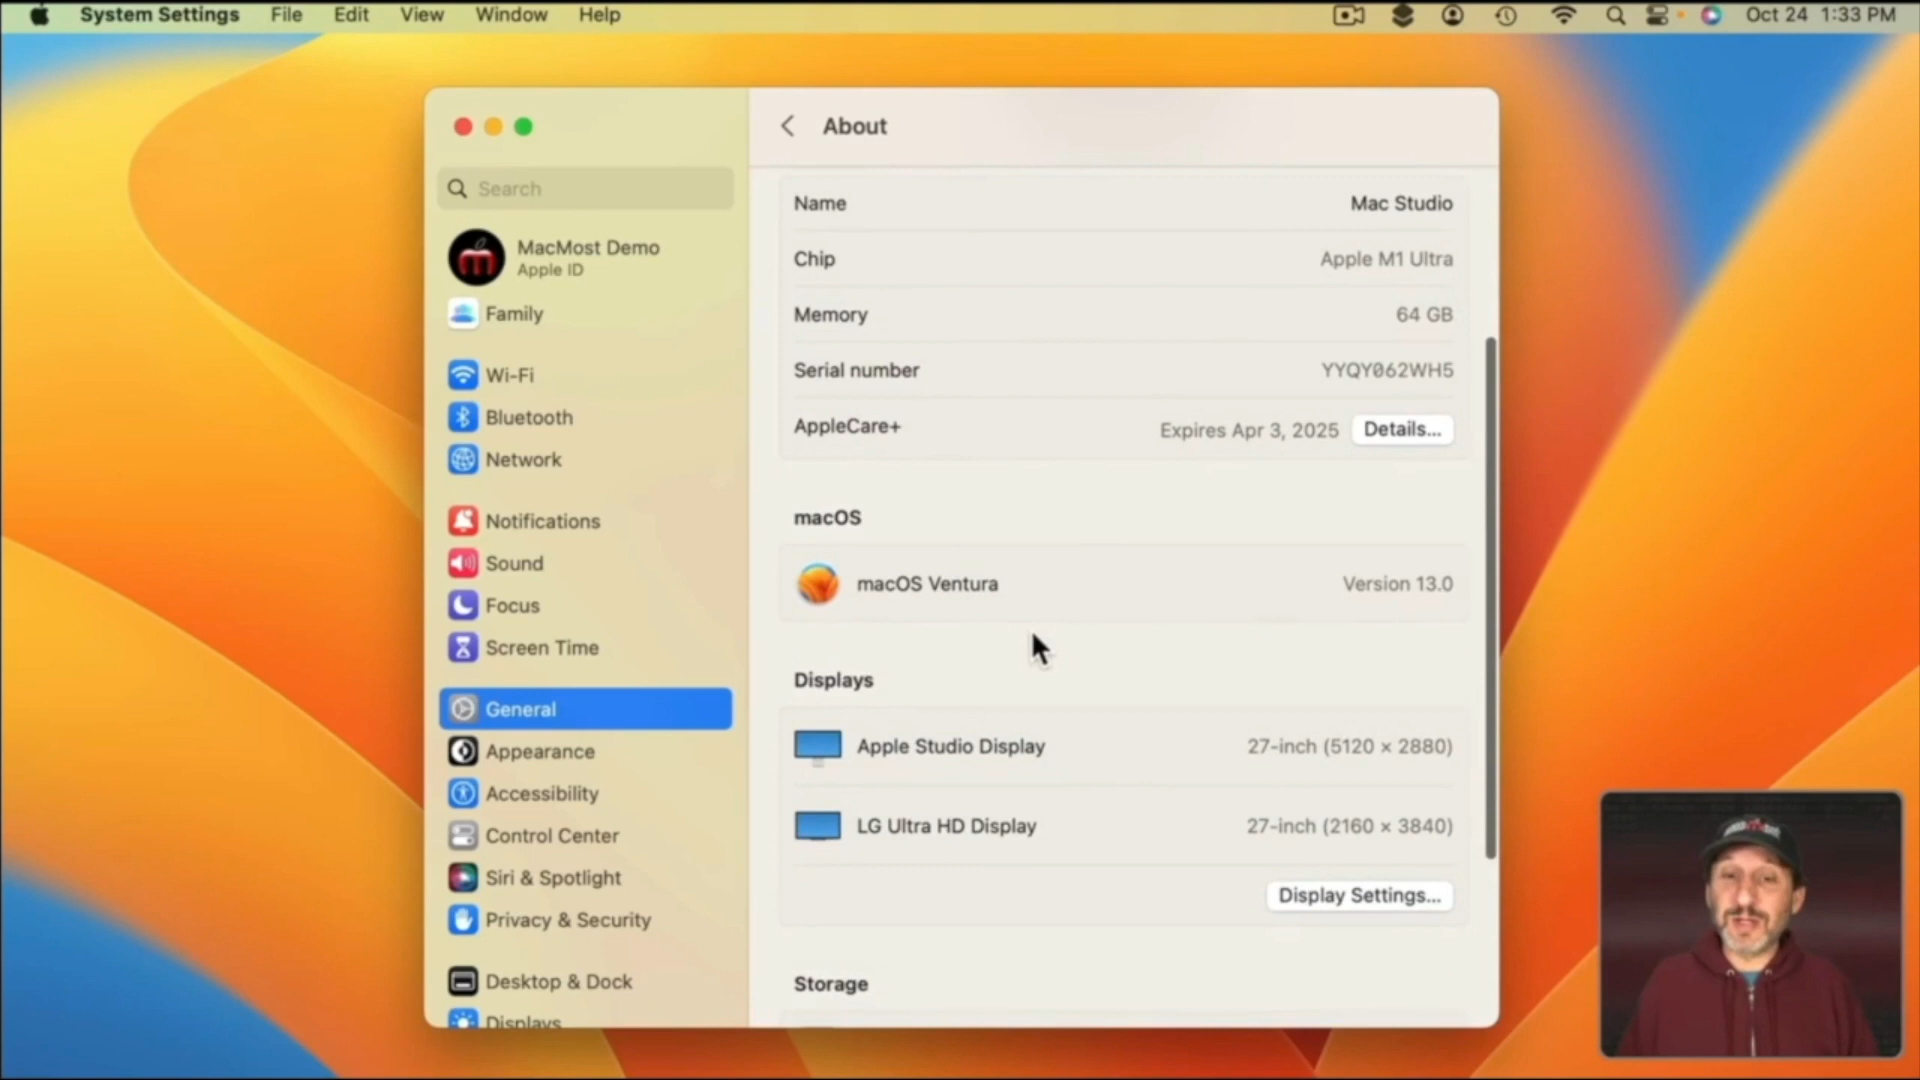 System Settings File Edit View Window Help Oct 24 1:33 PM
About
Search
Name Mac Studio
MacMost Demo
Apple ID
Chip Apple M1 Ultra
Family
Memory 64 GB
Wi-Fi
Serial number YYQY062WH5
Bluetooth
AppleCare+ Expires Apr 3, 2025 Details...
Network
macOS
Notifications
Sound
macOS Ventura Version 13.0
Focus
Screen Time
Displays
General
Appearance
Apple Studio Display 27-inch (5120 × 2880)
Accessibility
Control Center
LG Ultra HD Display 27-inch (2160 × 3840)
Siri & Spotlight
Display Settings...
Privacy & Security
Desktop & Dock
Storage
Displays